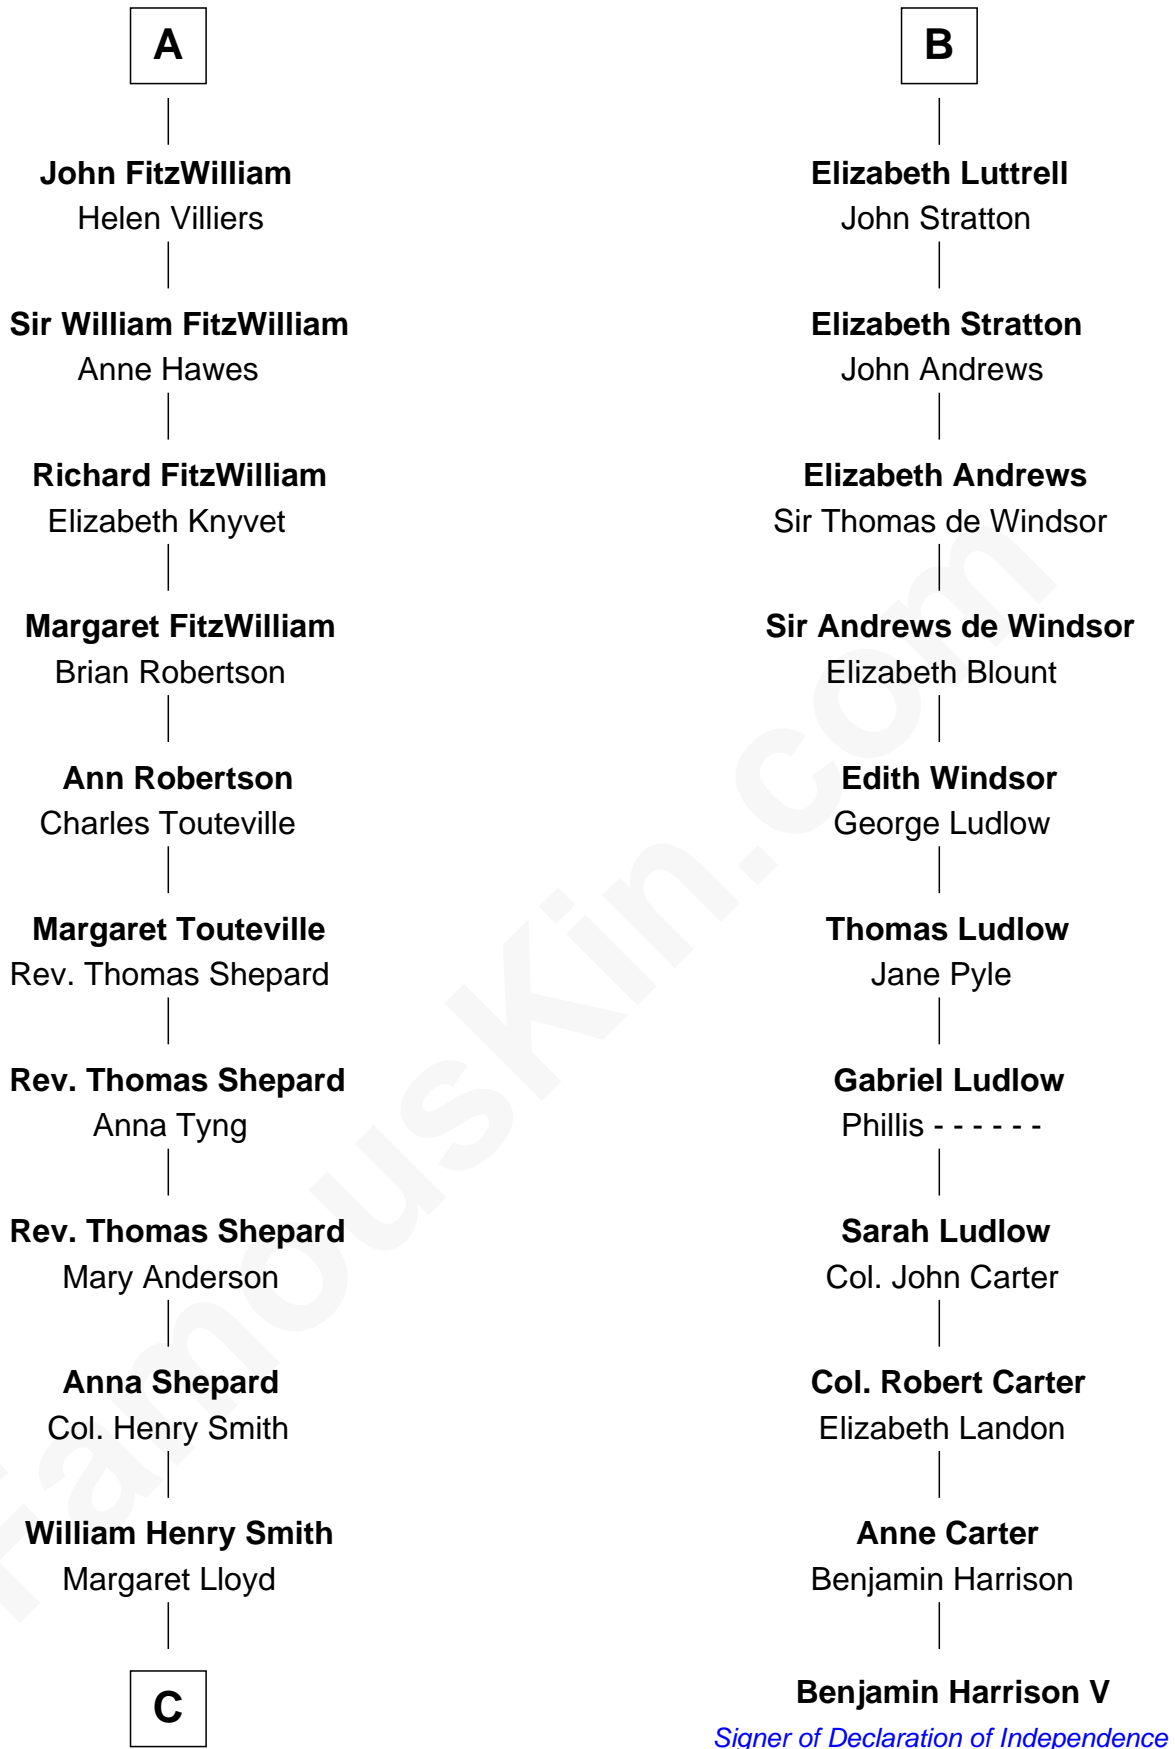 A
John FitzWilliam
Helen Villiers
Sir William FitzWilliam
Anne Hawes
Richard FitzWilliam
Elizabeth Knyvet
Margaret FitzWilliam
Brian Robertson
Ann Robertson
Charles Touteville
Margaret Touteville
Rev. Thomas Shepard
Rev. Thomas Shepard
Anna Tyng
Rev. Thomas Shepard
Mary Anderson
Anna Shepard
Col. Henry Smith
William Henry Smith
Margaret Lloyd
C
B
Elizabeth Luttrell
John Stratton
Elizabeth Stratton
John Andrews
Elizabeth Andrews
Sir Thomas de Windsor
Sir Andrews de Windsor
Elizabeth Blount
Edith Windsor
George Ludlow
Thomas Ludlow
Jane Pyle
Gabriel Ludlow
Phillis - - - - - -
Sarah Ludlow
Col. John Carter
Col. Robert Carter
Elizabeth Landon
Anne Carter
Benjamin Harrison
Benjamin Harrison V
Signer of Declaration of Independence
FamousKin.com